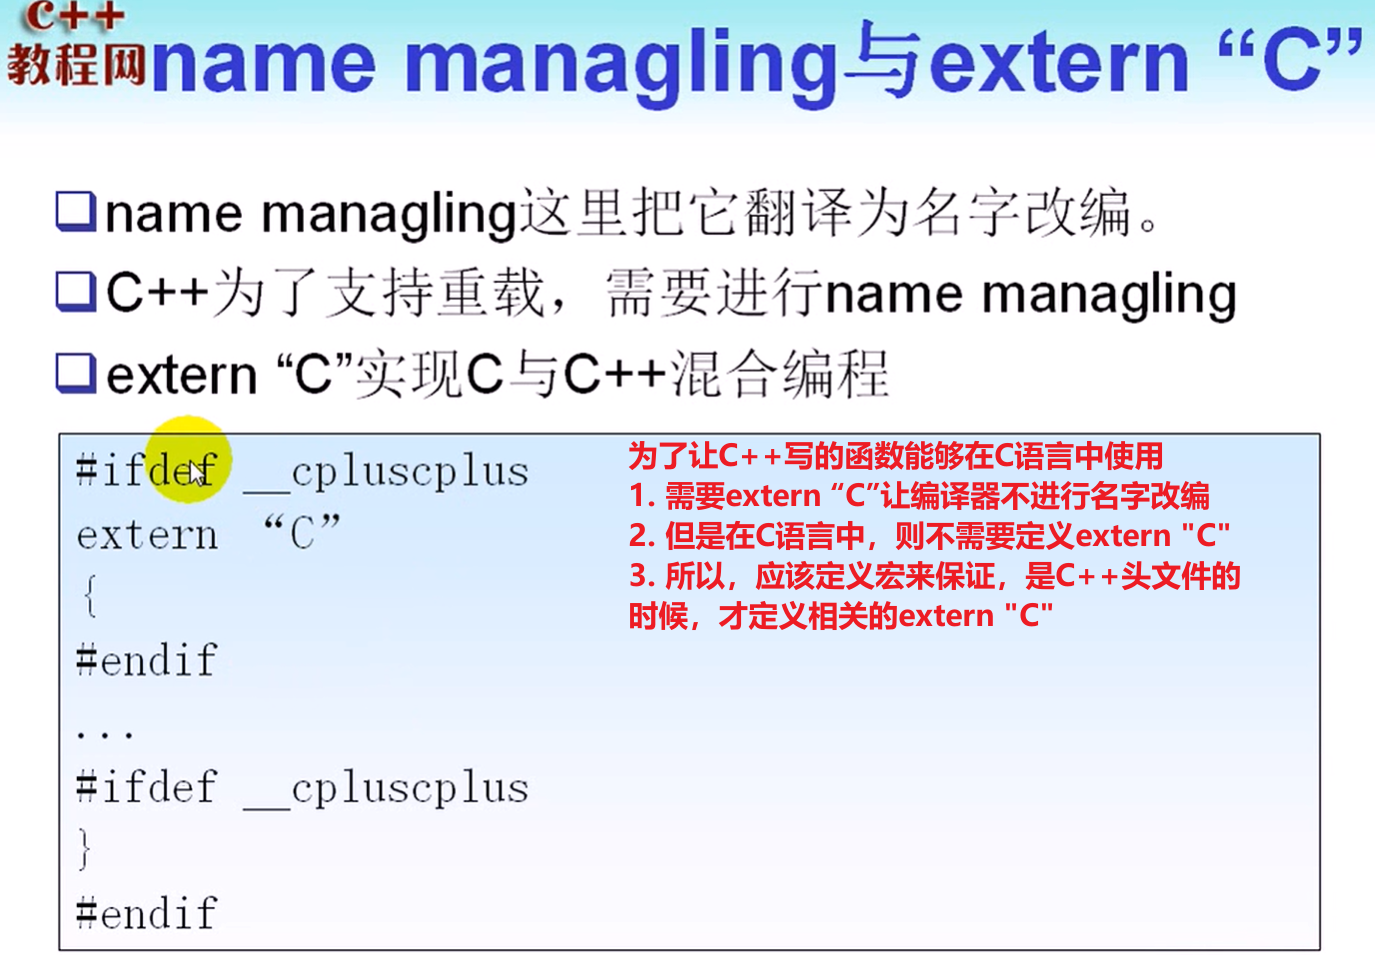 C++
教程网
name managling与extern “C”
name managling这里把它翻译为名字改编。
C++为了支持重载，需要进行name managling
extern “C”实现C与C++混合编程
#ifdef __cpluscplus
extern “C”
{
#endif
...
#ifdef __cpluscplus
}
#endif
为了让C++写的函数能够在C语言中使用
1. 需要extern “C”让编译器不进行名字改编
2. 但是在C语言中，则不需要定义extern "C"
3. 所以，应该定义宏来保证，是C++头文件的
时候，才定义相关的extern "C"